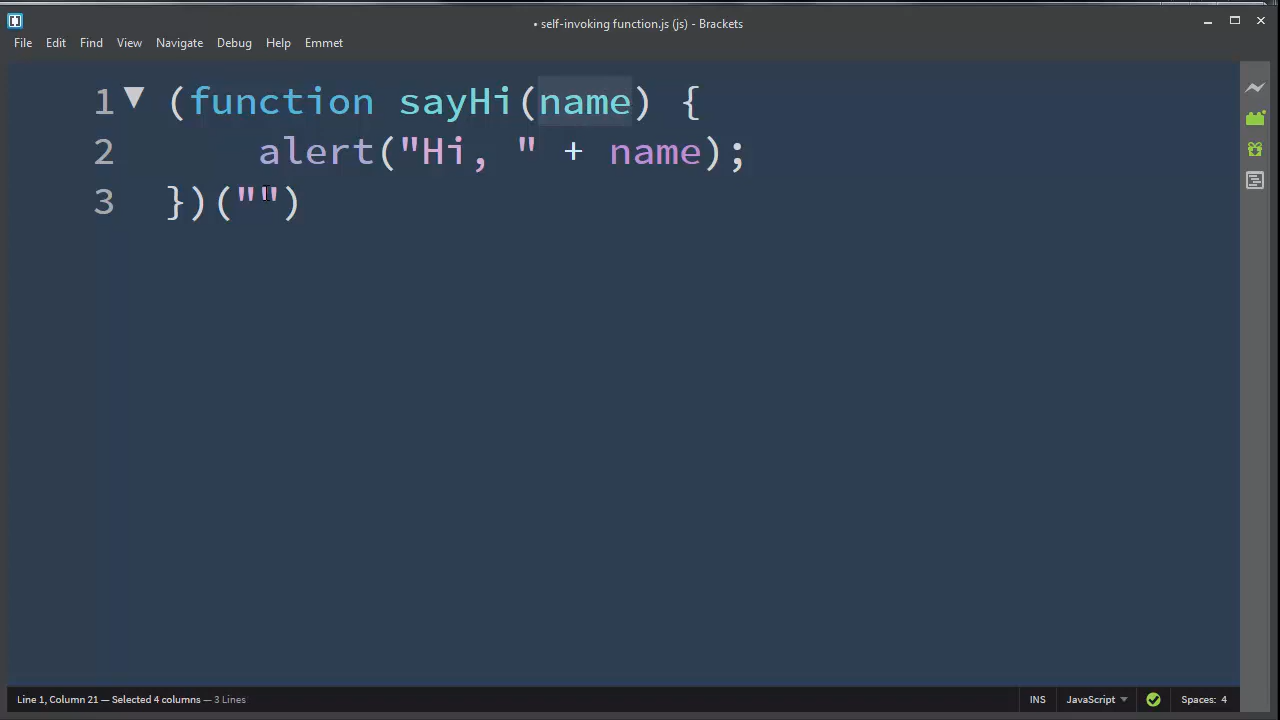 • self-invoking function.js (js) - Brackets
File Edit Find View Navigate Debug Help Emmet
1 (function sayHi(name) {
2 alert("Hi, " + name);
3 })("")
Line 1, Column 21 — Selected 4 columns — 3 Lines INS JavaScript Spaces: 4